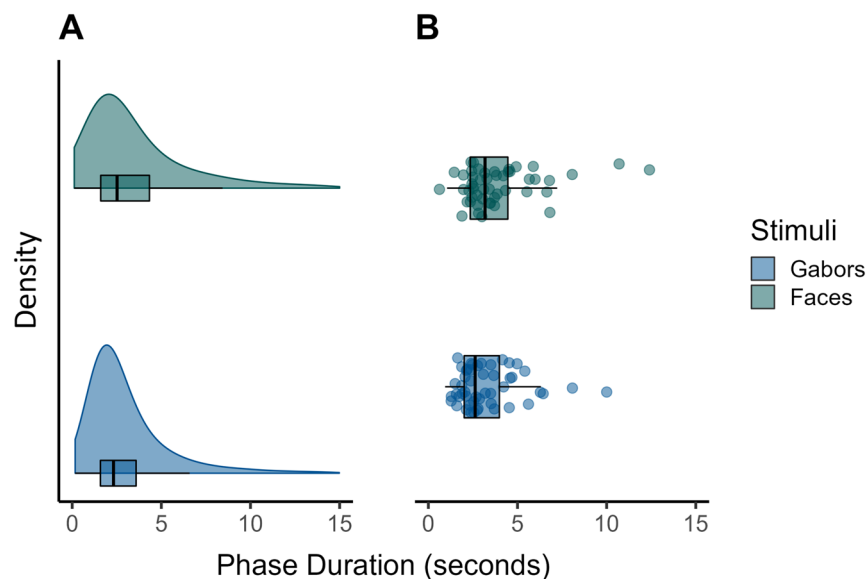 A
B
Density
Stimuli
Gabors
Faces
0 5 10 15
0 5 10 15
Phase Duration (seconds)